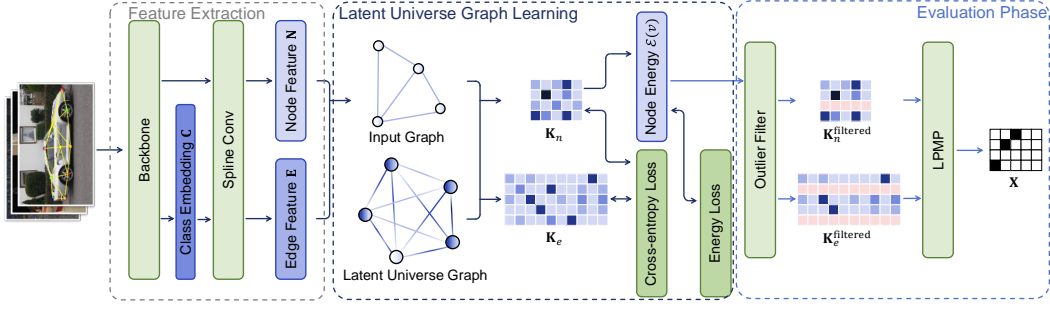 Feature Extraction
Latent Universe Graph Learning
Evaluation Phase
Backbone
Class Embedding C
Spline Conv
Node Feature N
Edge Feature E
Input Graph
Latent Universe Graph
K_n
K_e
Node Energy ℰ(v)
Cross-entropy Loss
Energy Loss
Outlier Filter
K_n^filtered
K_e^filtered
LPMP
X